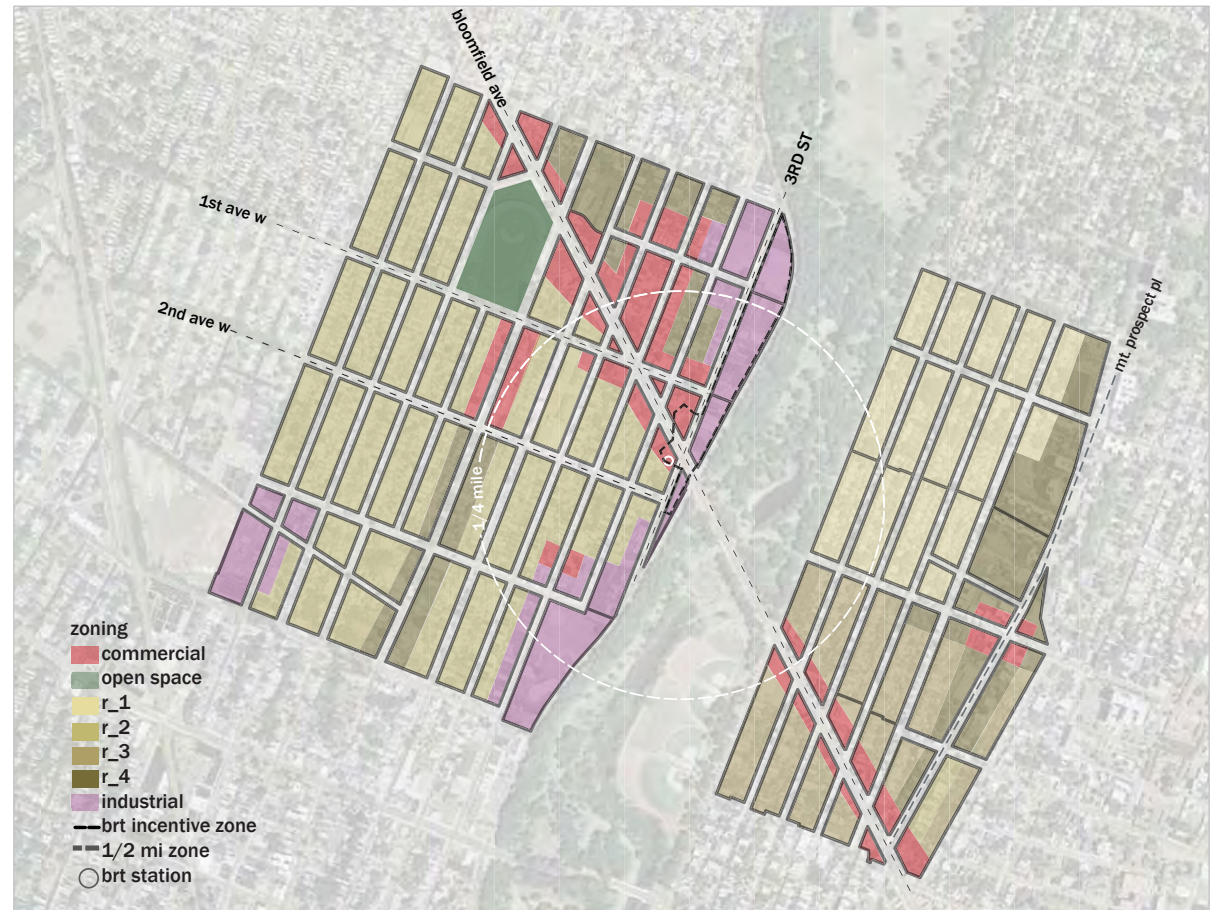 bloomfield ave
3RD ST
1st ave w
2nd ave w
mt. prospect pl
1/4 mile
zoning
commercial
open space
r_1
r_2
r_3
r_4
industrial
brt incentive zone
1/2 mi zone
brt station